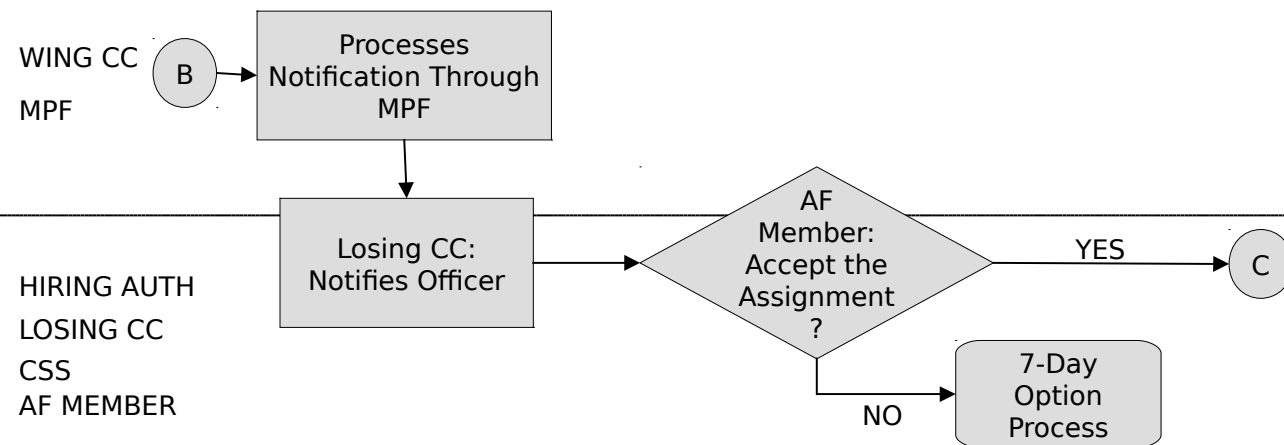 WING CC
MPF
B
Processes
Notification Through
MPF
Losing CC:
Notifies Officer
AF
Member:
Accept the
Assignment
?
YES
C
NO
7-Day
Option
Process
HIRING AUTH
LOSING CC
CSS
AF MEMBER